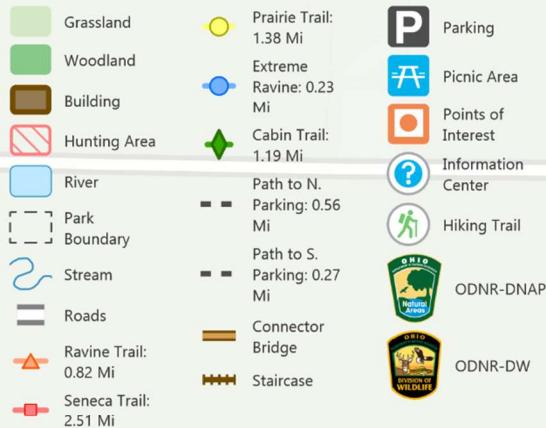 Grassland
Woodland
Building
Hunting Area
River
Park
Boundary
Stream
Roads
Ravine Trail:
0.82 Mi
Seneca Trail:
2.51 Mi
Prairie Trail:
1.38 Mi
Extreme
Ravine: 0.23
Mi
Cabin Trail:
1.19 Mi
Path to N.
Parking: 0.56
Mi
Path to S.
Parking: 0.27
Mi
Connector
Bridge
Staircase
P
Parking
Picnic Area
Points of
Interest
?
Information
Center
Hiking Trail
OHIO
Natural
Areas
ODNR-DNAP
OHIO
DIVISION OF
WILDLIFE
ODNR-DW